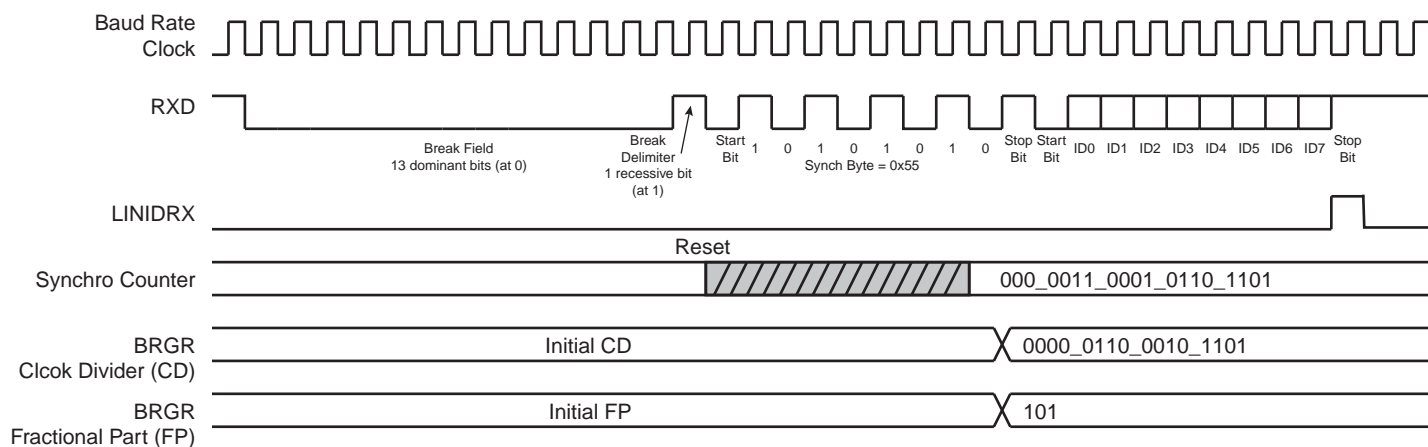 Baud Rate
Clock
RXD
Break Field
13 dominant bits (at 0)
Break
Delimiter
1 recessive bit
(at 1)
Start
Bit
1 0 1 0 1 0 1 0
Synch Byte = 0x55
Stop
Bit
Start
Bit
ID0 ID1 ID2 ID3 ID4 ID5 ID6 ID7
Stop
Bit
LINIDRX
Reset
Synchro Counter
000_0011_0001_0110_1101
BRGR
Clcok Divider (CD)
Initial CD
0000_0110_0010_1101
BRGR
Fractional Part (FP)
Initial FP
101